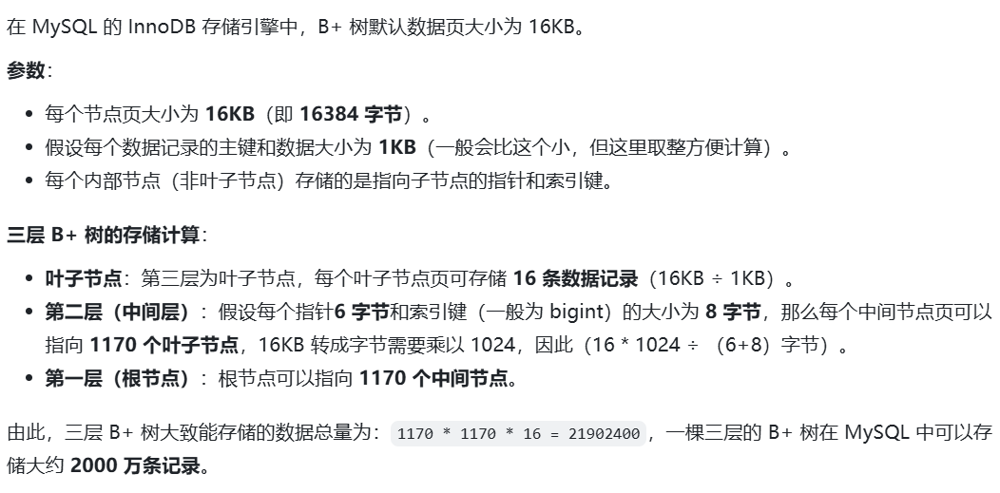 在 MySQL 的 InnoDB 存储引擎中，B+ 树默认数据页大小为 16KB。
参数：
• 每个节点页大小为 16KB（即 16384 字节）。
• 假设每个数据记录的主键和数据大小为 1KB（一般会比这个小，但这里取整方便计算）。
• 每个内部节点（非叶子节点）存储的是指向子节点的指针和索引键。
三层 B+ 树的存储计算：
• 叶子节点：第三层为叶子节点，每个叶子节点页可存储 16 条数据记录（16KB ÷ 1KB）。
• 第二层（中间层）：假设每个指针6 字节和索引键（一般为 bigint）的大小为 8 字节，那么每个中间节点页可以
指向 1170 个叶子节点，16KB 转成字节需要乘以 1024，因此（16 * 1024 ÷ （6+8）字节）。
• 第一层（根节点）：根节点可以指向 1170 个中间节点。
由此，三层 B+ 树大致能存储的数据总量为：1170 * 1170 * 16 = 21902400，一棵三层的 B+ 树在 MySQL 中可以存
储大约 2000 万条记录。